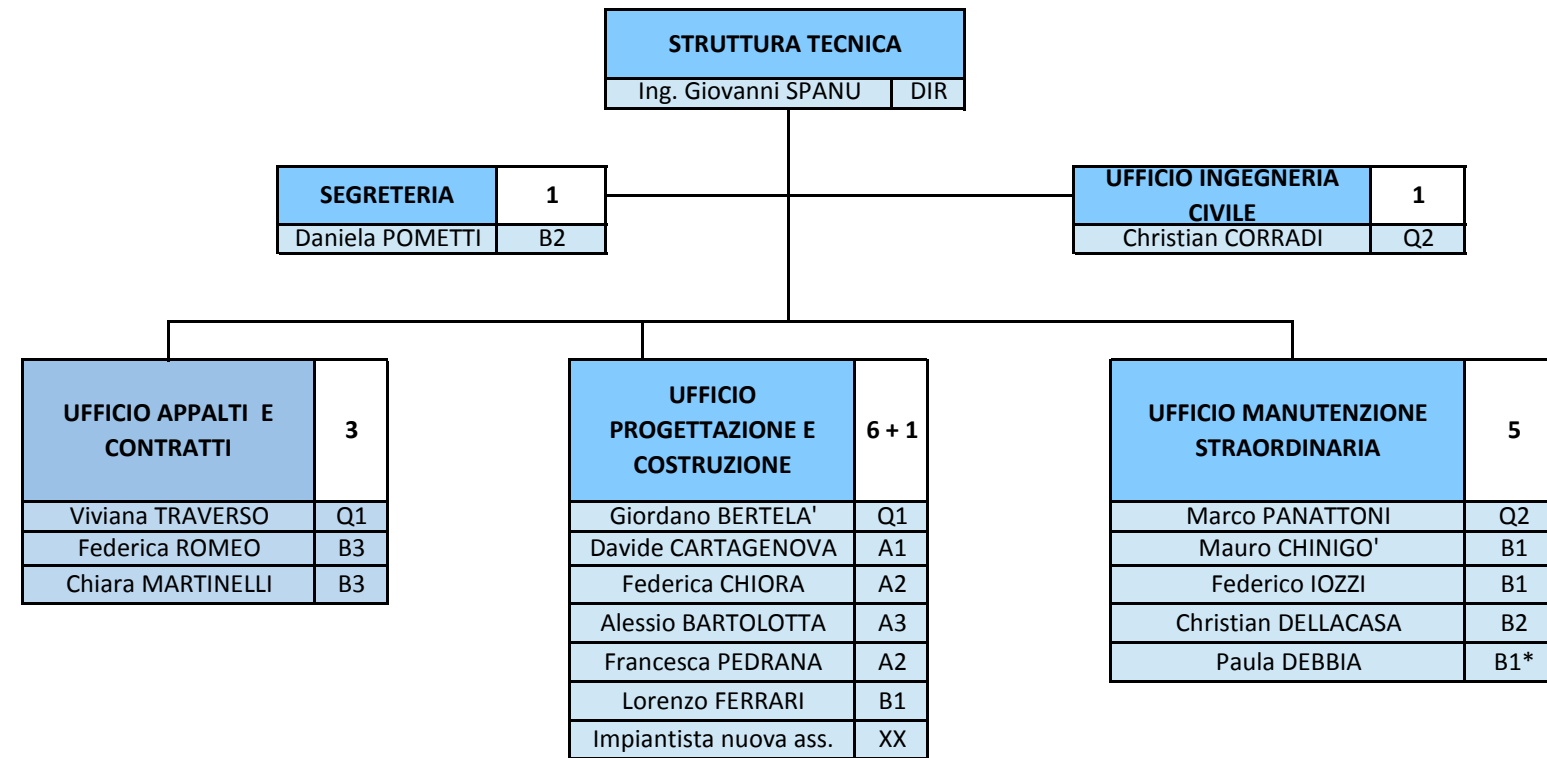 STRUTTURA TECNICA
Ing. Giovanni SPANU DIR
SEGRETERIA 1
Daniela POMETTI B2
UFFICIO INGEGNERIA
CIVILE
1
Christian CORRADI Q2
UFFICIO APPALTI E
CONTRATTI
3
Viviana TRAVERSO Q1
Federica ROMEO B3
Chiara MARTINELLI B3
UFFICIO
PROGETTAZIONE E
COSTRUZIONE
6 + 1
Giordano BERTELA' Q1
Davide CARTAGENOVA A1
Federica CHIORA A2
Alessio BARTOLOTTA A3
Francesca PEDRANA A2
Lorenzo FERRARI B1
Impiantista nuova ass. XX
UFFICIO MANUTENZIONE
STRAORDINARIA
5
Marco PANATTONI Q2
Mauro CHINIGO' B1
Federico IOZZI B1
Christian DELLACASA B2
Paula DEBBIA B1*